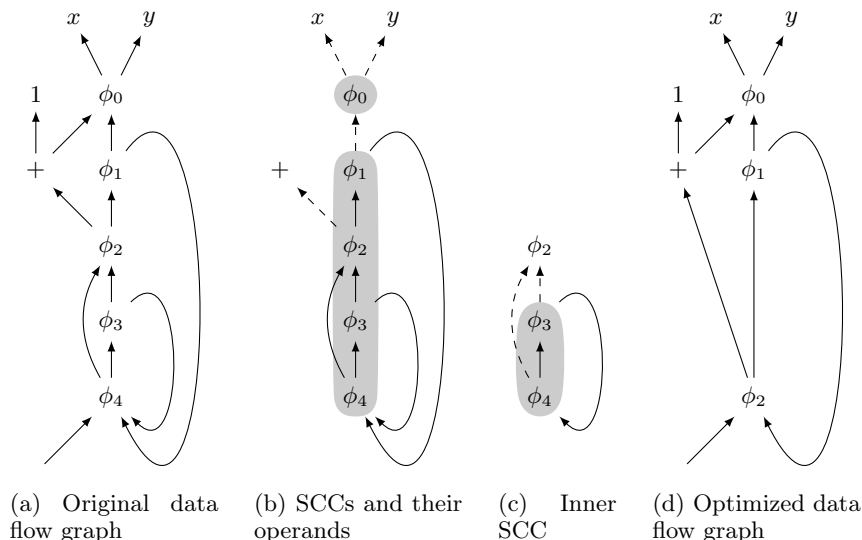 x y x y x y
1 ϕ0 ϕ0 1 ϕ0
+ ϕ1 + ϕ1 + ϕ1
ϕ2 ϕ2 ϕ2
ϕ3 ϕ3 ϕ3
ϕ4 ϕ4 ϕ4 ϕ2
(a) Original data
flow graph
(b) SCCs and their
operands
(c) Inner
SCC
(d) Optimized data
flow graph